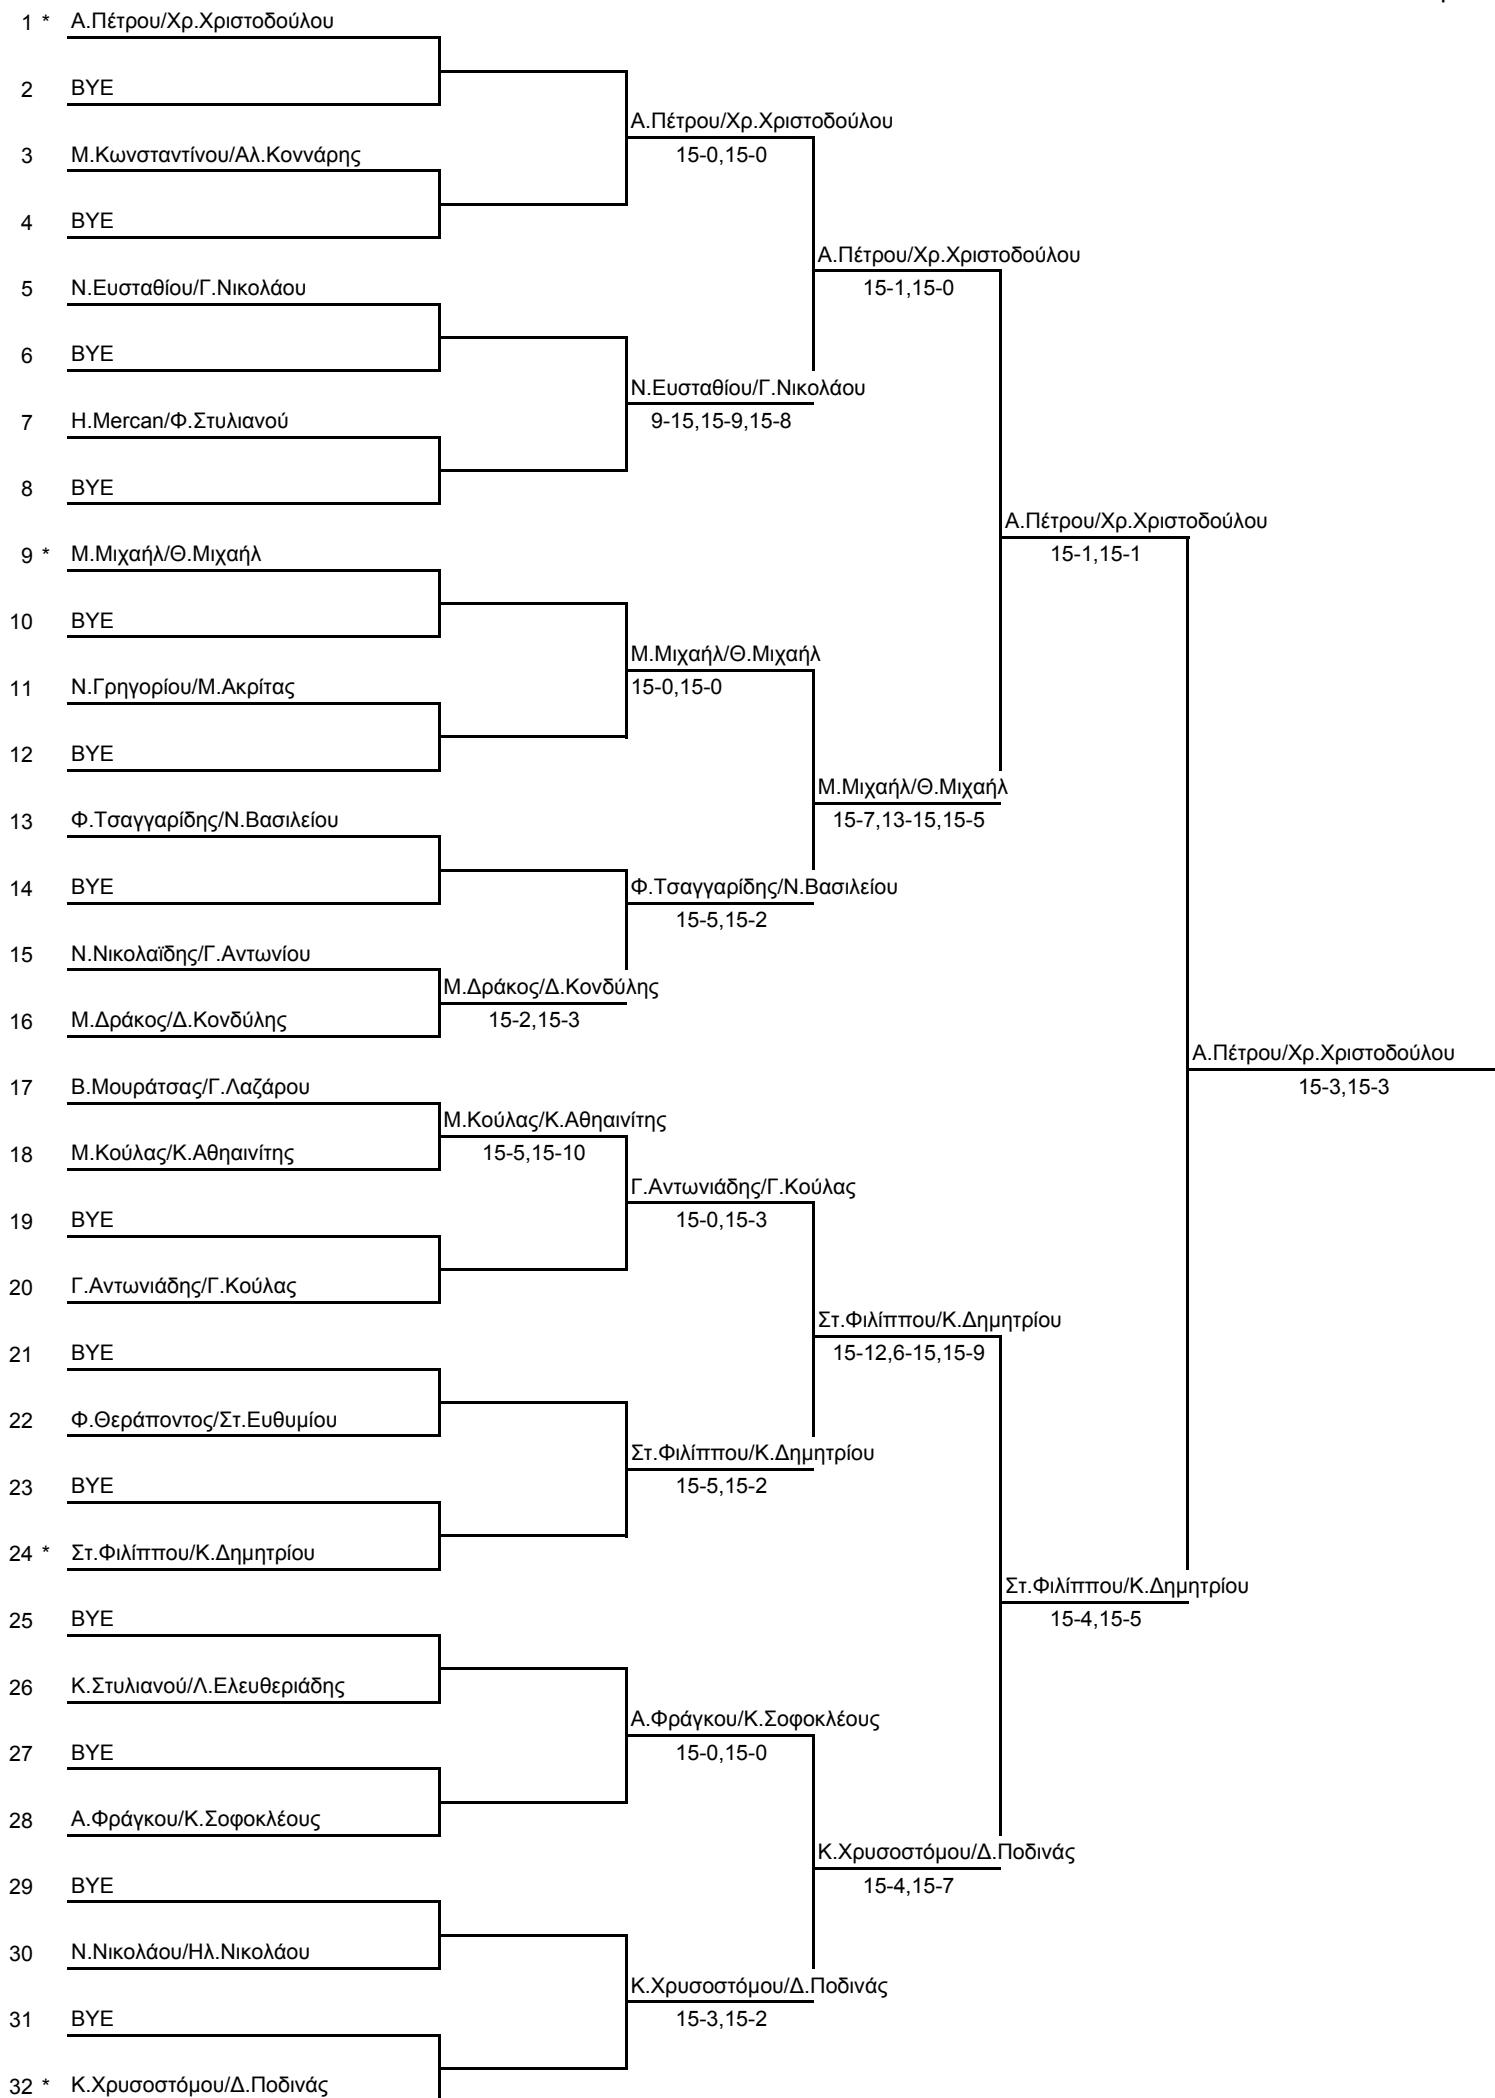 1 * Α.Πέτρου/Χρ.Χριστοδούλου
2 BYE
Α.Πέτρου/Χρ.Χριστοδούλου
15-0,15-0
3 Μ.Κωνσταντίνου/Αλ.Κοννάρης
4 BYE
Α.Πέτρου/Χρ.Χριστοδούλου
15-1,15-0
5 Ν.Ευσταθίου/Γ.Νικολάου
6 BYE
Ν.Ευσταθίου/Γ.Νικολάου
9-15,15-9,15-8
7 H.Mercan/Φ.Στυλιανού
8 BYE
Α.Πέτρου/Χρ.Χριστοδούλου
15-1,15-1
9 * Μ.Μιχαήλ/Θ.Μιχαήλ
10 BYE
Μ.Μιχαήλ/Θ.Μιχαήλ
15-0,15-0
11 Ν.Γρηγορίου/Μ.Ακρίτας
12 BYE
Μ.Μιχαήλ/Θ.Μιχαήλ
15-7,13-15,15-5
13 Φ.Τσαγγαρίδης/Ν.Βασιλείου
14 BYE
Φ.Τσαγγαρίδης/Ν.Βασιλείου
15-5,15-2
15 Ν.Νικολαϊδης/Γ.Αντωνίου
Μ.Δράκος/Δ.Κονδύλης
15-2,15-3
16 Μ.Δράκος/Δ.Κονδύλης
Α.Πέτρου/Χρ.Χριστοδούλου
15-3,15-3
17 Β.Μουράτσας/Γ.Λαζάρου
Μ.Κούλας/Κ.Αθηαινίτης
15-5,15-10
18 Μ.Κούλας/Κ.Αθηαινίτης
Γ.Αντωνιάδης/Γ.Κούλας
15-0,15-3
19 BYE
20 Γ.Αντωνιάδης/Γ.Κούλας
Στ.Φιλίππου/Κ.Δημητρίου
15-12,6-15,15-9
21 BYE
22 Φ.Θεράποντος/Στ.Ευθυμίου
Στ.Φιλίππου/Κ.Δημητρίου
15-5,15-2
23 BYE
24 * Στ.Φιλίππου/Κ.Δημητρίου
Στ.Φιλίππου/Κ.Δημητρίου
15-4,15-5
25 BYE
26 Κ.Στυλιανού/Λ.Ελευθεριάδης
Α.Φράγκου/Κ.Σοφοκλέους
15-0,15-0
27 BYE
28 Α.Φράγκου/Κ.Σοφοκλέους
Κ.Χρυσοστόμου/Δ.Ποδινάς
15-4,15-7
29 BYE
30 Ν.Νικολάου/Ηλ.Νικολάου
Κ.Χρυσοστόμου/Δ.Ποδινάς
15-3,15-2
31 BYE
32 * Κ.Χρυσοστόμου/Δ.Ποδινάς